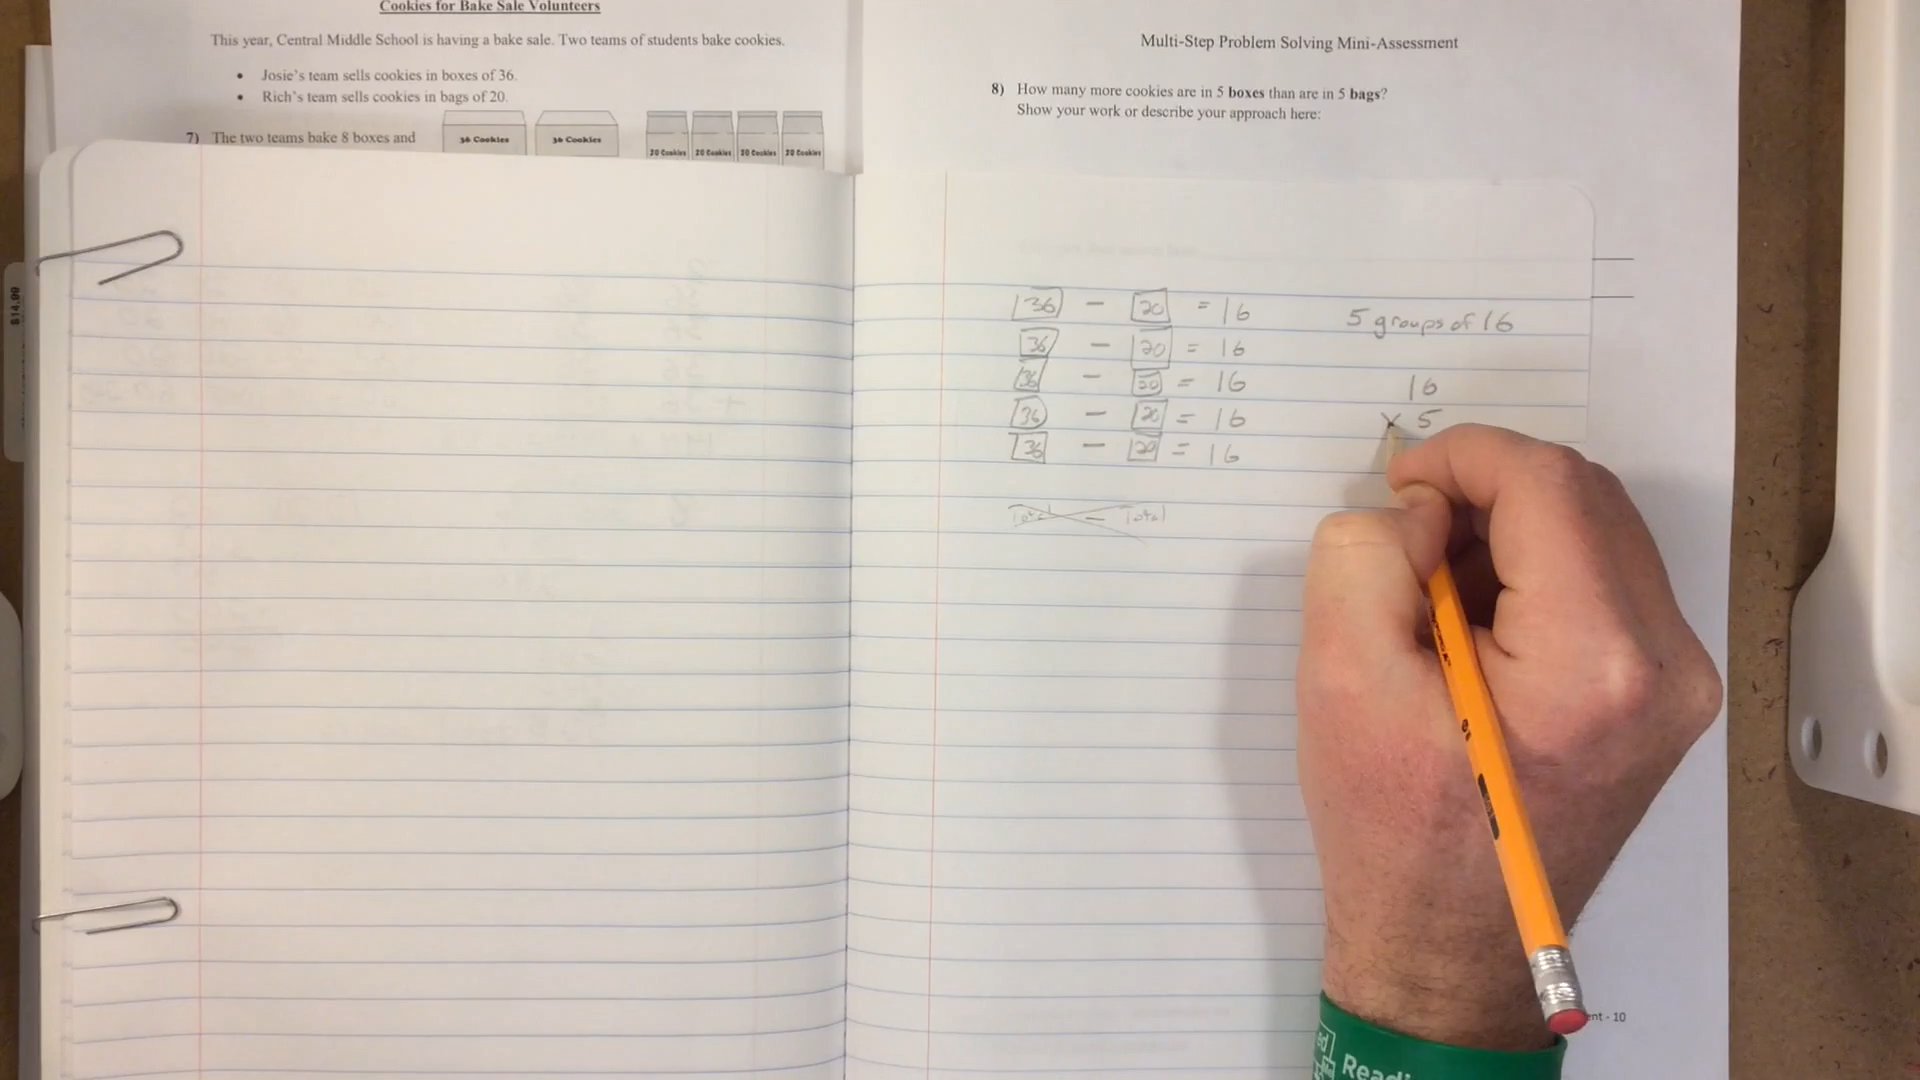 Cookies for Bake Sale Volunteers
This year, Central Middle School is having a bake sale. Two teams of students bake cookies.
• Josie's team sells cookies in boxes of 36.
• Rich's team sells cookies in bags of 20.
7) The two teams bake 8 boxes and
36 Cookies
36 Cookies
20 Cookies
20 Cookies
20 Cookies
20 Cookies
Multi-Step Problem Solving Mini-Assessment
8) How many more cookies are in 5 boxes than are in 5 bags?
Show your work or describe your approach here:
36 - 20 = 16
36 - 20 = 16
36 - 20 = 16
36 - 20 = 16
36 - 20 = 16
Total - Total
5 groups of 16
16
x 5
ent - 10
$14.99
Readi